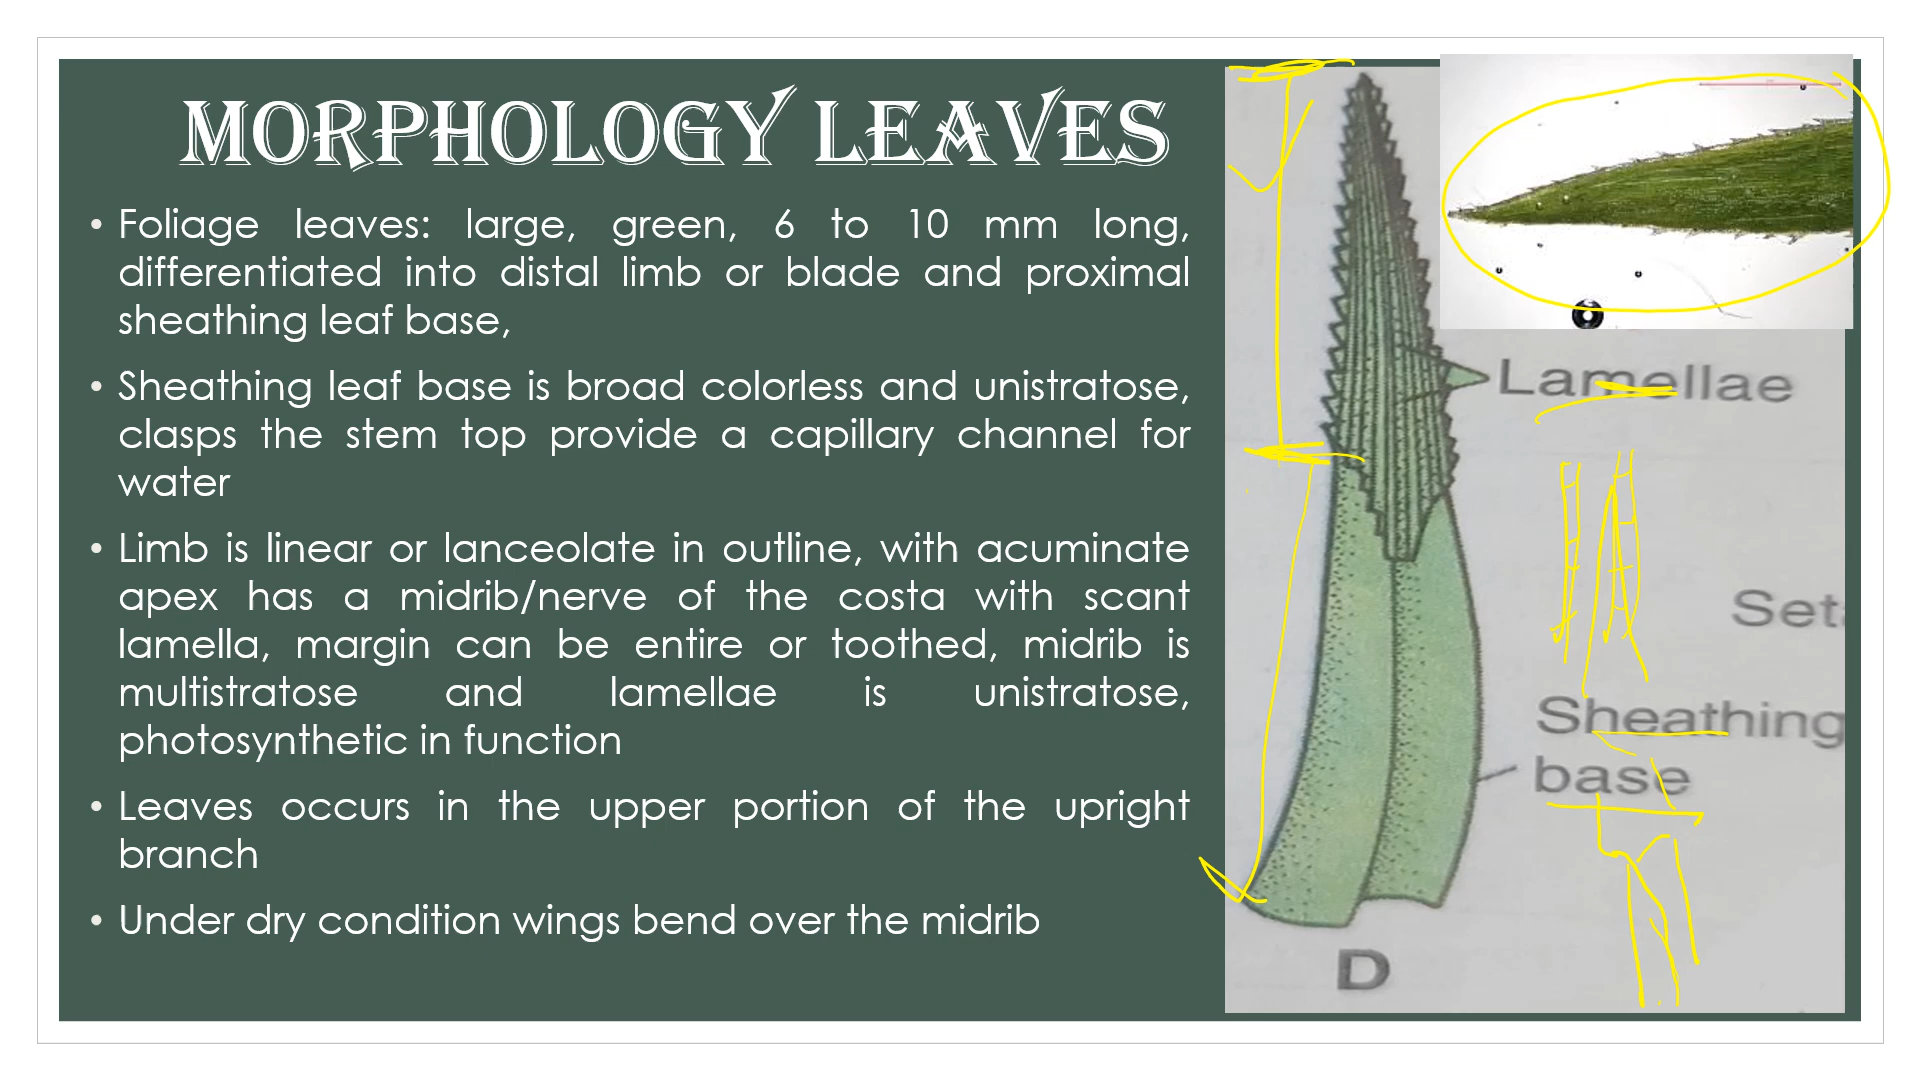 MORPHOLOGY LEAVES
• Foliage leaves: large, green, 6 to 10 mm long,
differentiated into distal limb or blade and proximal
sheathing leaf base,
• Sheathing leaf base is broad colorless and unistratose,
clasps the stem top provide a capillary channel for
water
• Limb is linear or lanceolate in outline, with acuminate
apex has a midrib/nerve of the costa with scant
lamella, margin can be entire or toothed, midrib is
multistratose and lamellae is unistratose,
photosynthetic in function
• Leaves occurs in the upper portion of the upright
branch
• Under dry condition wings bend over the midrib
Lamellae
Seta
Sheathing
base
D